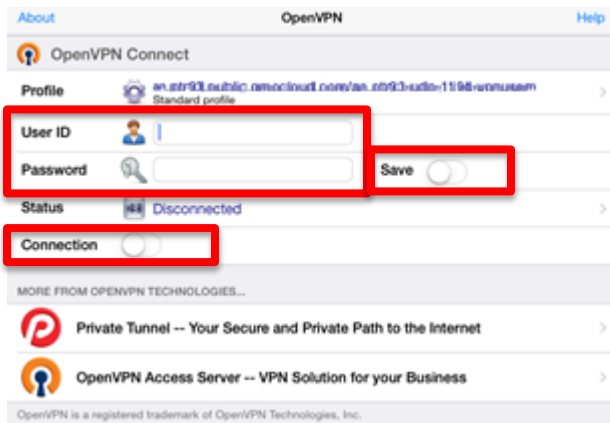 About OpenVPN Help
OpenVPN Connect
Profile
Standard profile
User ID
Password Save
Status Disconnected
Connection
MORE FROM OPENVPN TECHNOLOGIES...
Private Tunnel -- Your Secure and Private Path to the Internet
OpenVPN Access Server -- VPN Solution for your Business
OpenVPN is a registered trademark of OpenVPN Technologies, Inc.